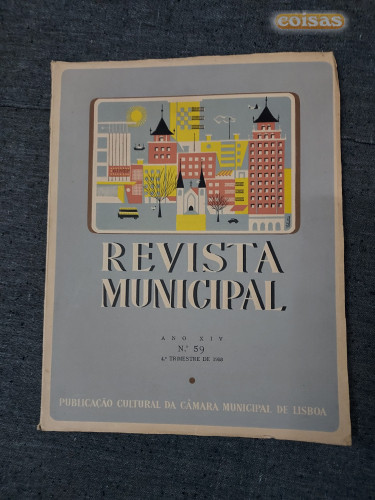 coisas
REVISTA
MUNICIPAL
ANO XIV
N.º 59
4.º TRIMESTRE DE 1953
PUBLICAÇÃO CULTURAL DA CÂMARA MUNICIPAL DE LISBOA